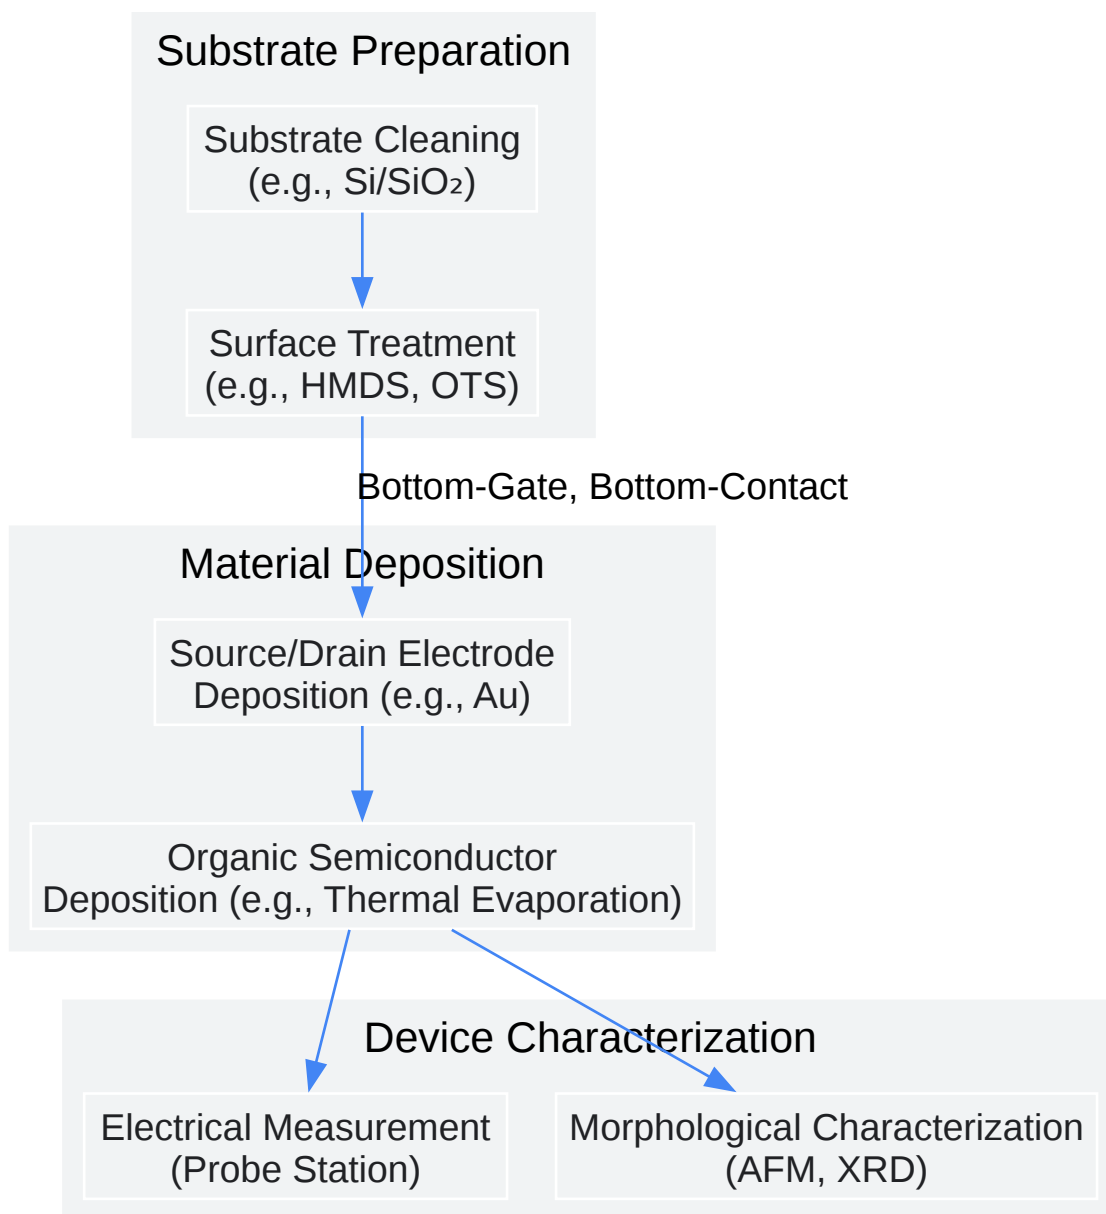 Substrate Preparation
Substrate Cleaning
(e.g., Si/SiO₂)
Surface Treatment
(e.g., HMDS, OTS)
Bottom-Gate, Bottom-Contact
Material Deposition
Source/Drain Electrode
Deposition (e.g., Au)
Organic Semiconductor
Deposition (e.g., Thermal Evaporation)
Device Characterization
Electrical Measurement
(Probe Station)
Morphological Characterization
(AFM, XRD)